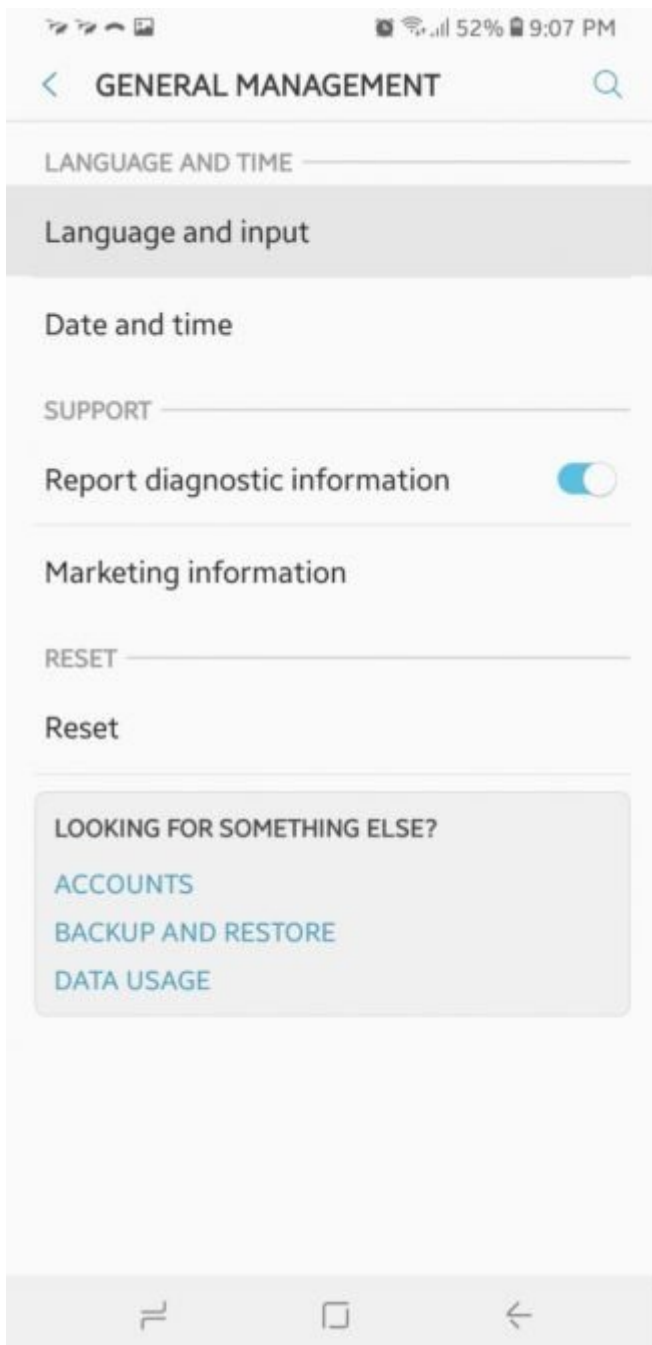 52% 9:07 PM
GENERAL MANAGEMENT
LANGUAGE AND TIME
Language and input
Date and time
SUPPORT
Report diagnostic information
Marketing information
RESET
Reset
LOOKING FOR SOMETHING ELSE?
ACCOUNTS
BACKUP AND RESTORE
DATA USAGE